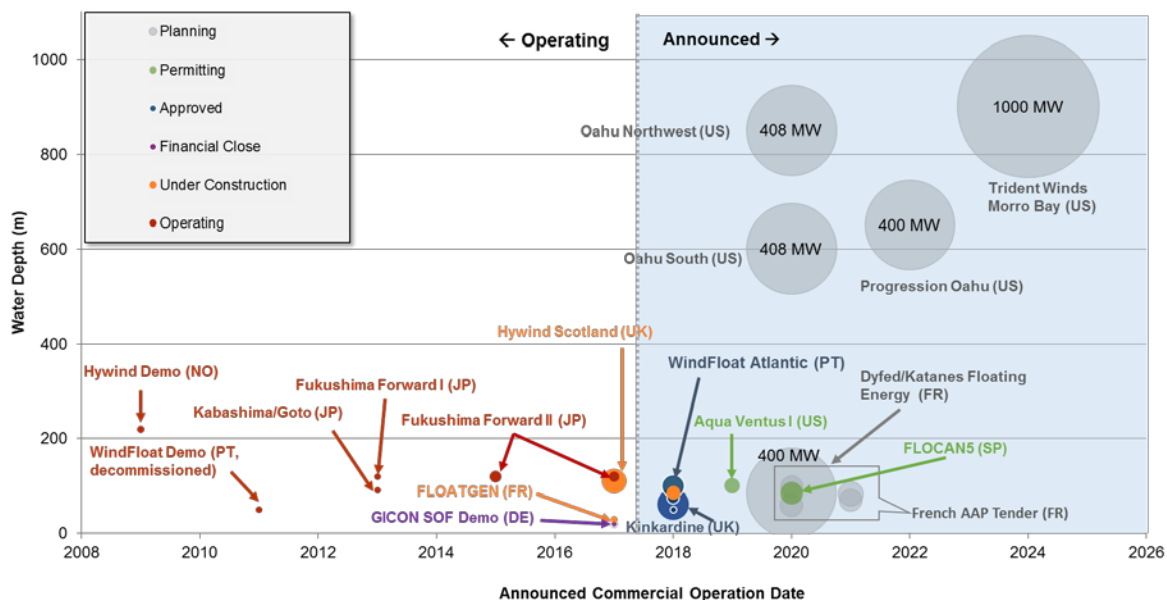 Planning
Permitting
Approved
Financial Close
Under Construction
Operating
← Operating
Announced →
1000
800
600
400
200
0
Water Depth (m)
1000 MW
Oahu Northwest (US)
408 MW
Trident Winds
Morro Bay (US)
400 MW
Oahu South (US)
408 MW
Progression Oahu (US)
Hywind Scotland (UK)
Hywind Demo (NO)
Fukushima Forward I (JP)
WindFloat Atlantic (PT)
Dyfed/Katanes Floating
Energy (FR)
Kabashima/Goto (JP)
Fukushima Forward II (JP)
Aqua Ventus I (US)
WindFloat Demo (PT,
decommissioned)
400 MW
FLOCAN5 (SP)
FLOATGEN (FR)
GICON SOF Demo (DE)
Kinkardine (UK)
French AAP Tender (FR)
2008
2010
2012
2014
2016
2018
2020
2022
2024
2026
Announced Commercial Operation Date